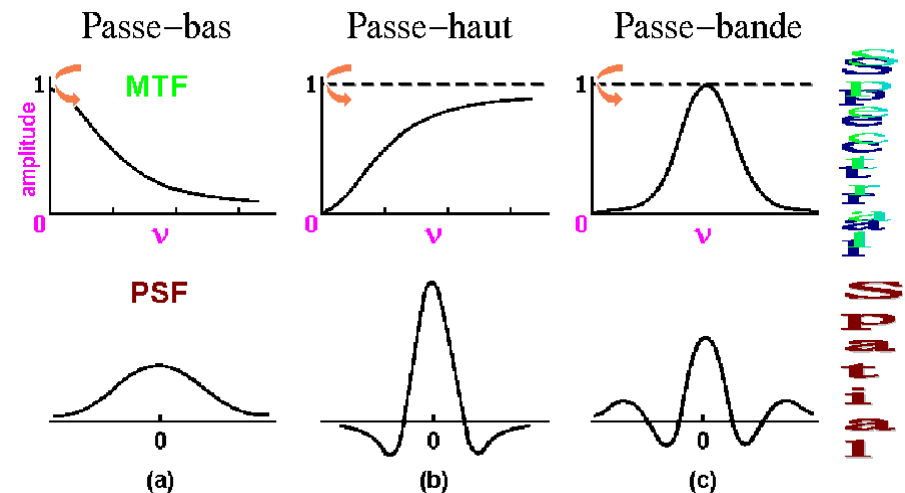 Passe–bas Passe–haut Passe–bande
1 MTF 1 1
amplitude
0 ν 0 ν 0 ν
Spectral
PSF
Spatial
0 0 0
(a) (b) (c)